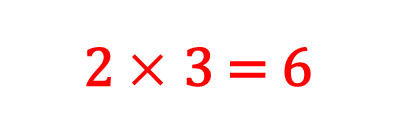 2 × 3 = 6